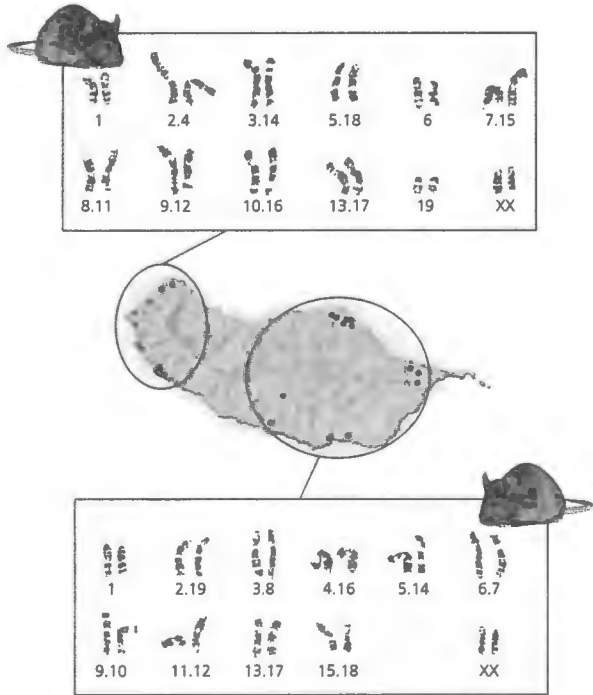 1 2.4 3.14 5.18 6 7.15
8.11 9.12 10.16 13.17 19 XX
1 2.19 3.8 4.16 5.14 6.7
9.10 11.12 13.17 15.18 XX